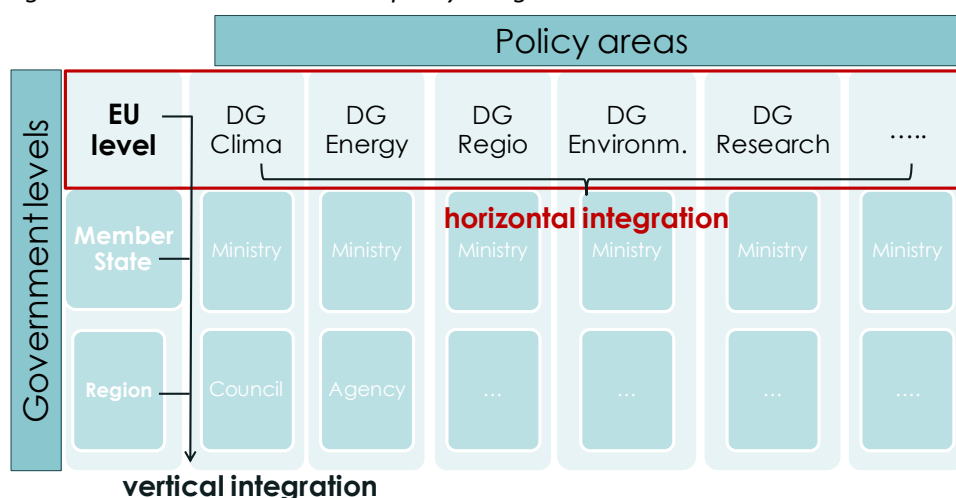 Policy areas
Government levels
EU level
DG Clima
DG Energy
DG Regio
DG Environm.
DG Research
.....
horizontal integration
Member State
Ministry
Ministry
Ministry
Ministry
Ministry
Ministry
Region
Council
Agency
...
...
...
....
vertical integration